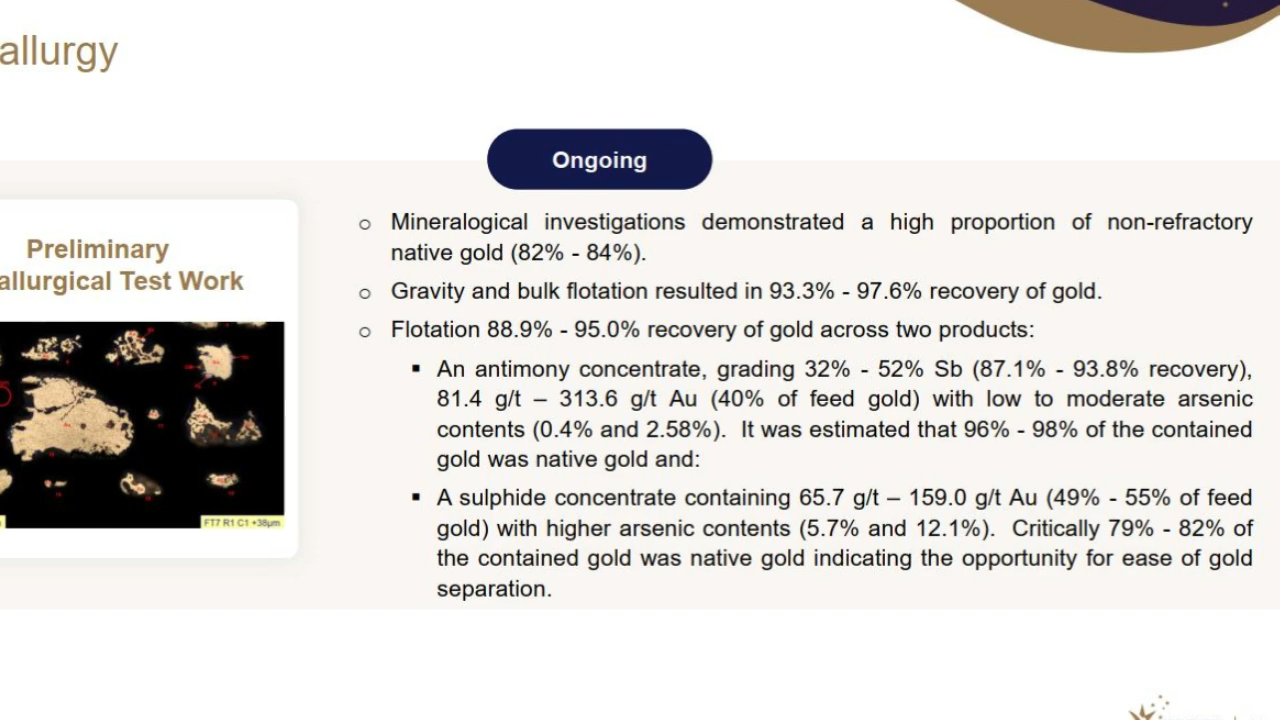 allurgy
Ongoing
Preliminary
allurgical Test Work
FT7 R1 C1 +38µm
o Mineralogical investigations demonstrated a high proportion of non-refractory
native gold (82% - 84%).
o Gravity and bulk flotation resulted in 93.3% - 97.6% recovery of gold.
o Flotation 88.9% - 95.0% recovery of gold across two products:
▪ An antimony concentrate, grading 32% - 52% Sb (87.1% - 93.8% recovery),
81.4 g/t – 313.6 g/t Au (40% of feed gold) with low to moderate arsenic
contents (0.4% and 2.58%). It was estimated that 96% - 98% of the contained
gold was native gold and:
▪ A sulphide concentrate containing 65.7 g/t – 159.0 g/t Au (49% - 55% of feed
gold) with higher arsenic contents (5.7% and 12.1%). Critically 79% - 82% of
the contained gold was native gold indicating the opportunity for ease of gold
separation.